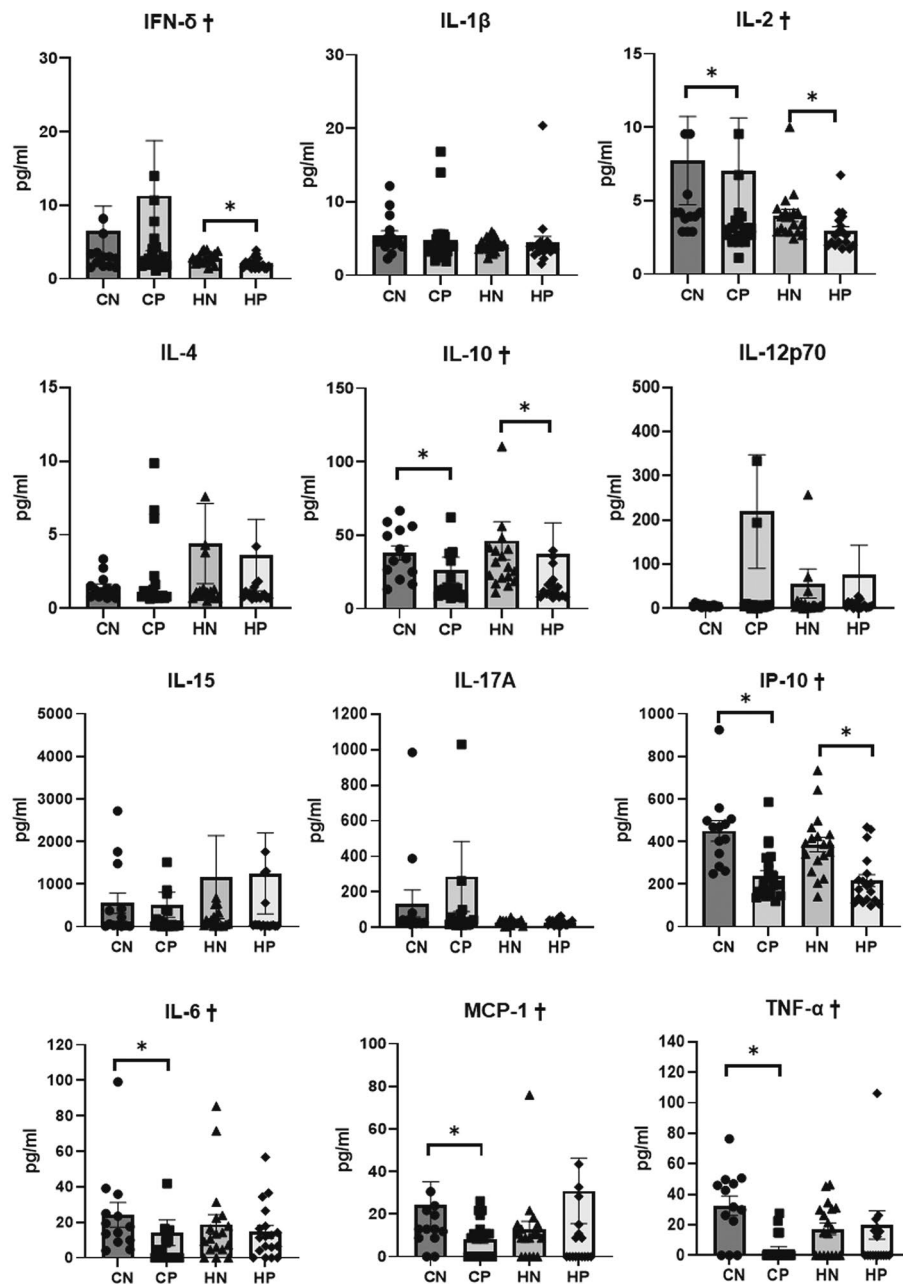 IFN-δ † IL-1β IL-2 †
pg/ml 30 20 10 0 * CN CP HN HP
pg/ml 30 20 10 0 CN CP HN HP
pg/ml 15 10 5 0 * * CN CP HN HP
IL-4 IL-10 † IL-12p70
pg/ml 15 10 5 0 CN CP HN HP
pg/ml 150 100 50 0 * * CN CP HN HP
pg/ml 500 400 300 200 100 0 CN CP HN HP
IL-15 IL-17A IP-10 †
pg/ml 5000 4000 3000 2000 1000 0 CN CP HN HP
pg/ml 1200 1000 800 600 400 200 0 CN CP HN HP
pg/ml 1000 800 600 400 200 0 * * CN CP HN HP
IL-6 † MCP-1 † TNF-α †
pg/ml 120 100 80 60 40 20 0 * CN CP HN HP
pg/ml 100 80 60 40 20 0 * CN CP HN HP
pg/ml 140 120 100 80 60 40 20 0 * CN CP HN HP